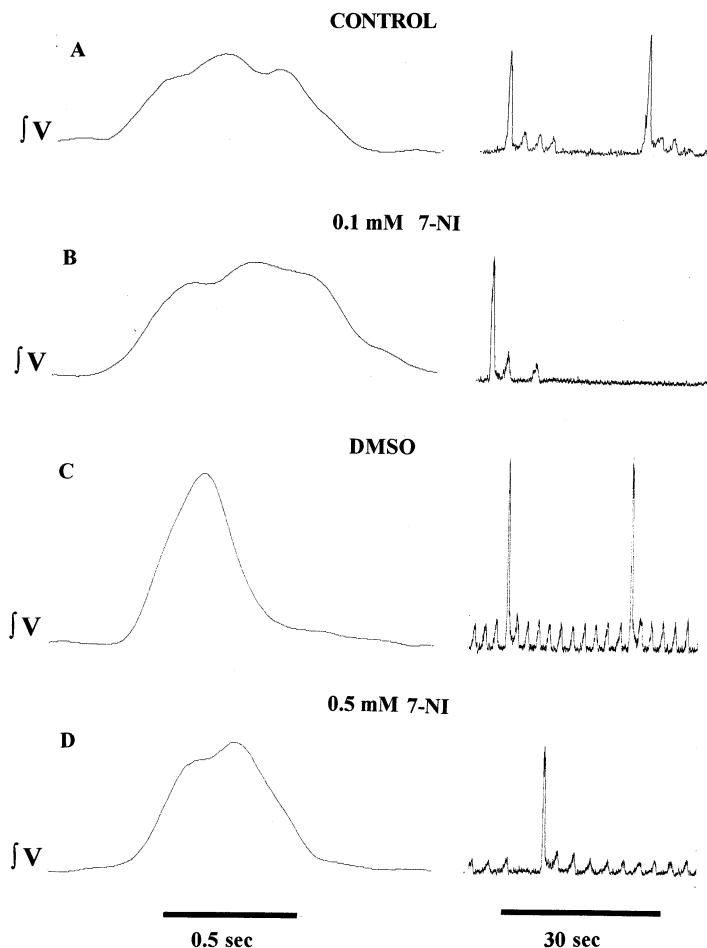 CONTROL
A
∫V
0.1 mM 7-NI
B
∫V
DMSO
C
∫V
0.5 mM 7-NI
D
∫V
0.5 sec
30 sec